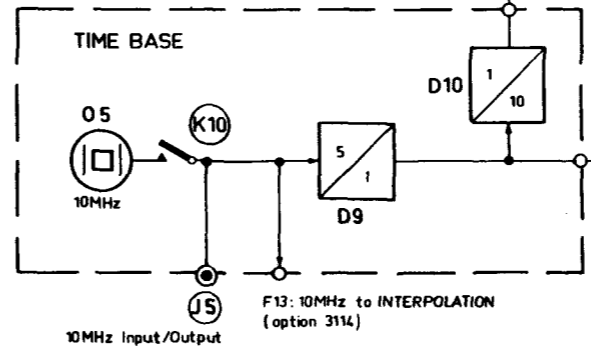 TIME BASE
D10
1
10
O5
K10
10MHz
5
1
D9
J5
F13: 10MHz to INTERPOLATION
(option 3114)
10MHz Input/Output